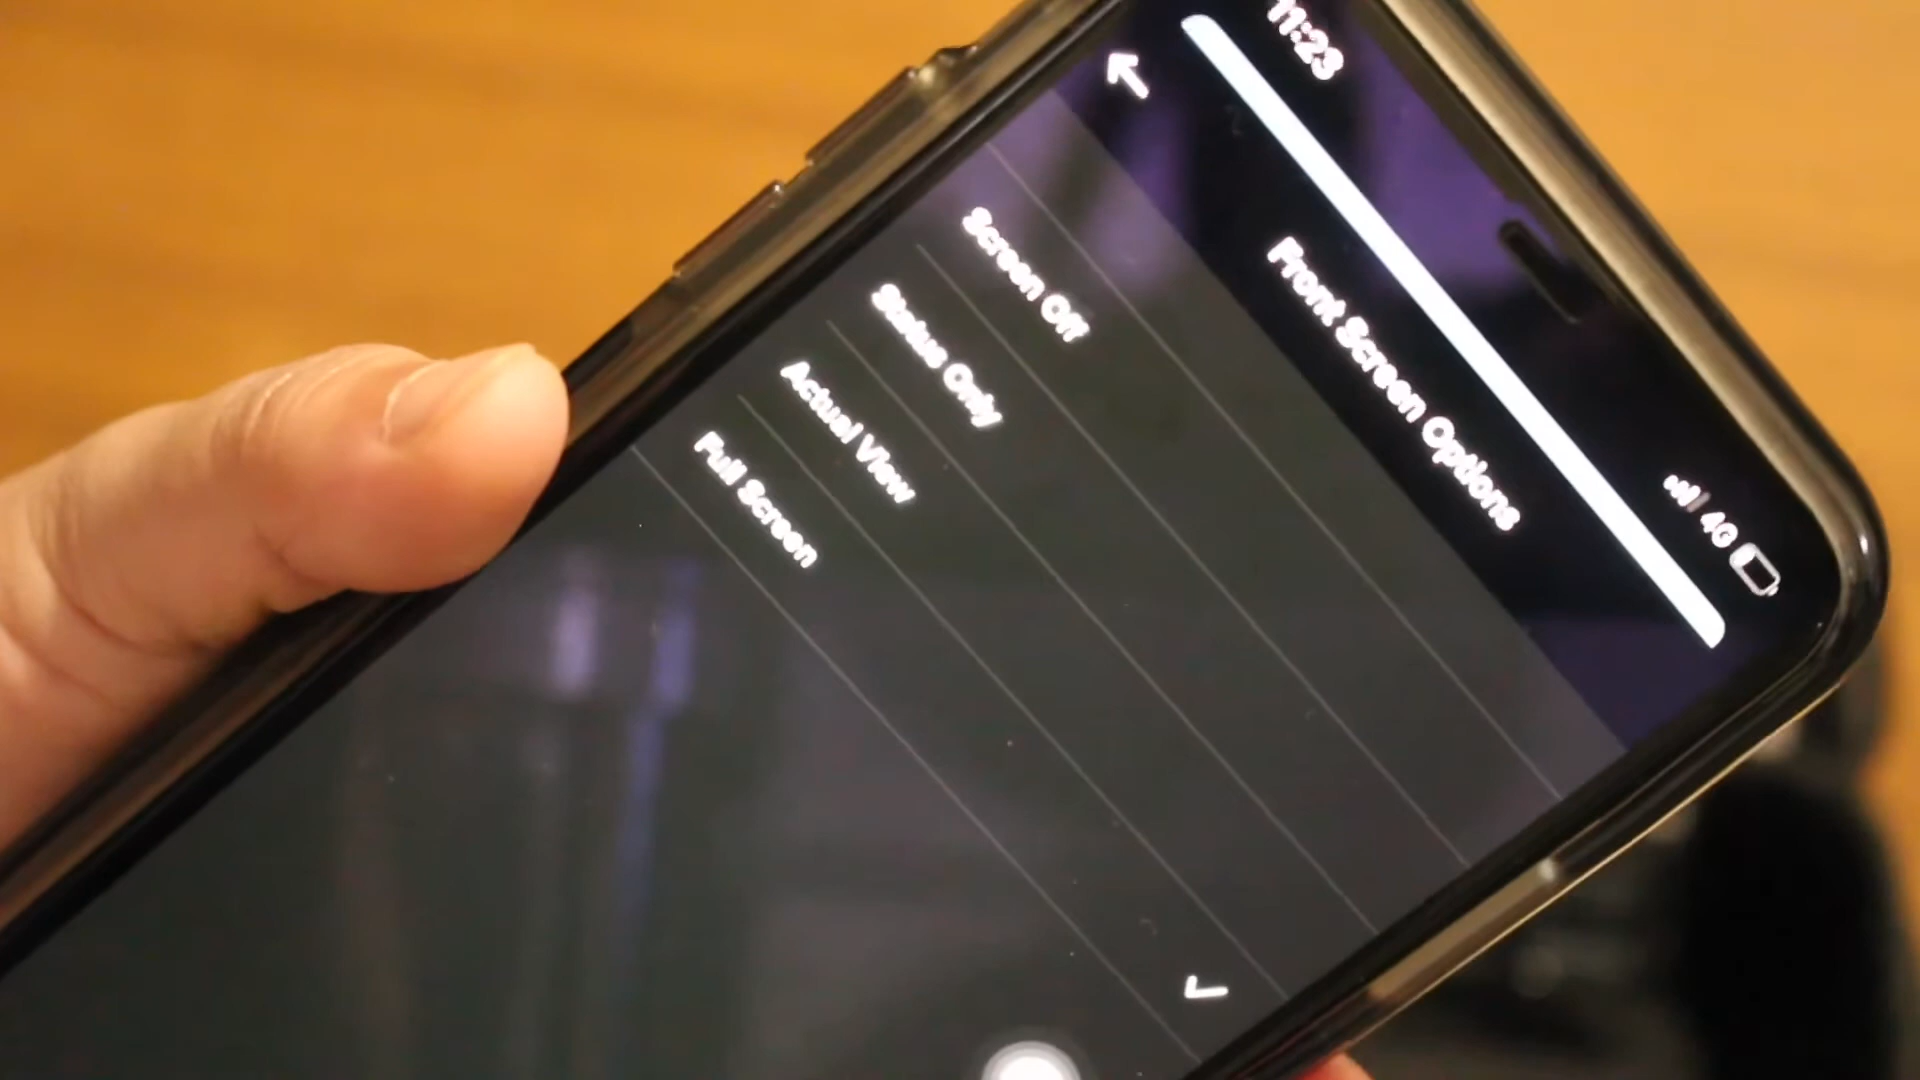 11:23
4G
Front Screen Options
Screen Off
Status Only
Actual View
Full Screen